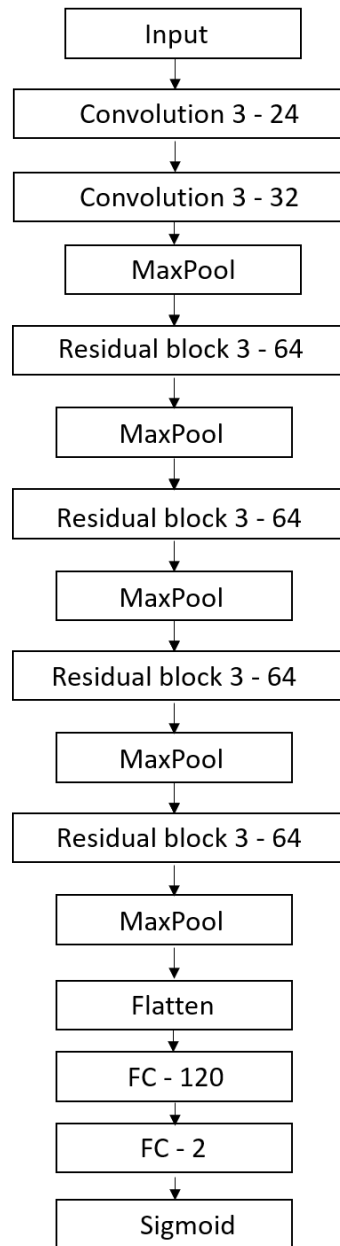 Input
Convolution 3 - 24
Convolution 3 - 32
MaxPool
Residual block 3 - 64
MaxPool
Residual block 3 - 64
MaxPool
Residual block 3 - 64
MaxPool
Residual block 3 - 64
MaxPool
Flatten
FC - 120
FC - 2
Sigmoid